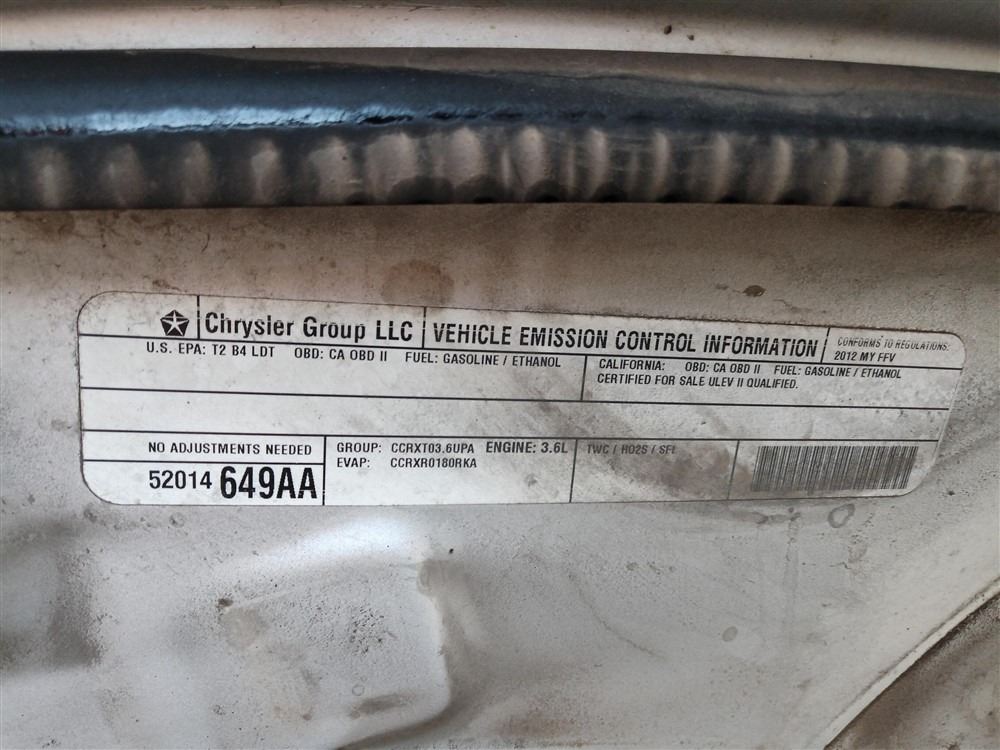 Chrysler Group LLC
VEHICLE EMISSION CONTROL INFORMATION
CONFORMS TO REGULATIONS:
2012 MY FFV
U.S. EPA: T2 B4 LDT OBD: CA OBD II FUEL: GASOLINE / ETHANOL
CALIFORNIA: OBD: CA OBD II FUEL: GASOLINE / ETHANOL
CERTIFIED FOR SALE ULEV II QUALIFIED.
NO ADJUSTMENTS NEEDED
52014 649AA
GROUP: CCRXT03.6UPA ENGINE: 3.6L
EVAP: CCRXR0180RKA
TWC / HO2S / SFI